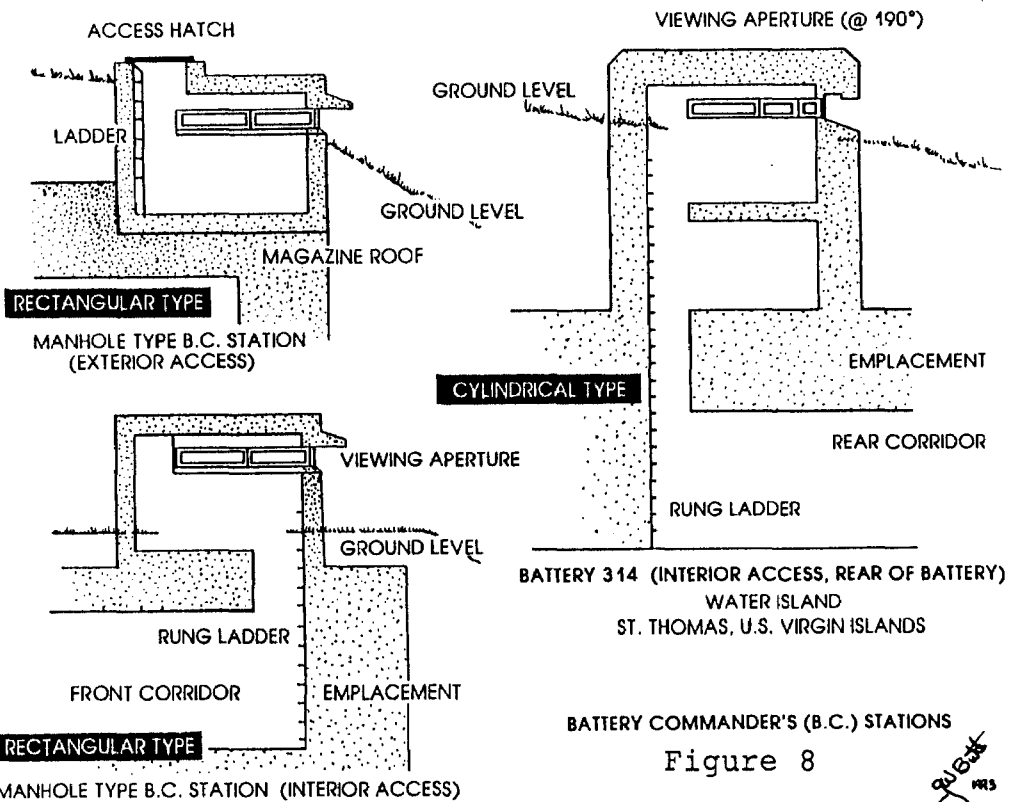 ACCESS HATCH
LADDER
GROUND LEVEL
MAGAZINE ROOF
RECTANGULAR TYPE
MANHOLE TYPE B.C. STATION
(EXTERIOR ACCESS)
VIEWING APERTURE
GROUND LEVEL
RUNG LADDER
FRONT CORRIDOR
EMPLACEMENT
RECTANGULAR TYPE
MANHOLE TYPE B.C. STATION (INTERIOR ACCESS)
VIEWING APERTURE (@ 190°)
GROUND LEVEL
EMPLACEMENT
CYLINDRICAL TYPE
REAR CORRIDOR
RUNG LADDER
BATTERY 314 (INTERIOR ACCESS, REAR OF BATTERY)
WATER ISLAND
ST. THOMAS, U.S. VIRGIN ISLANDS
BATTERY COMMANDER'S (B.C.) STATIONS
Figure 8